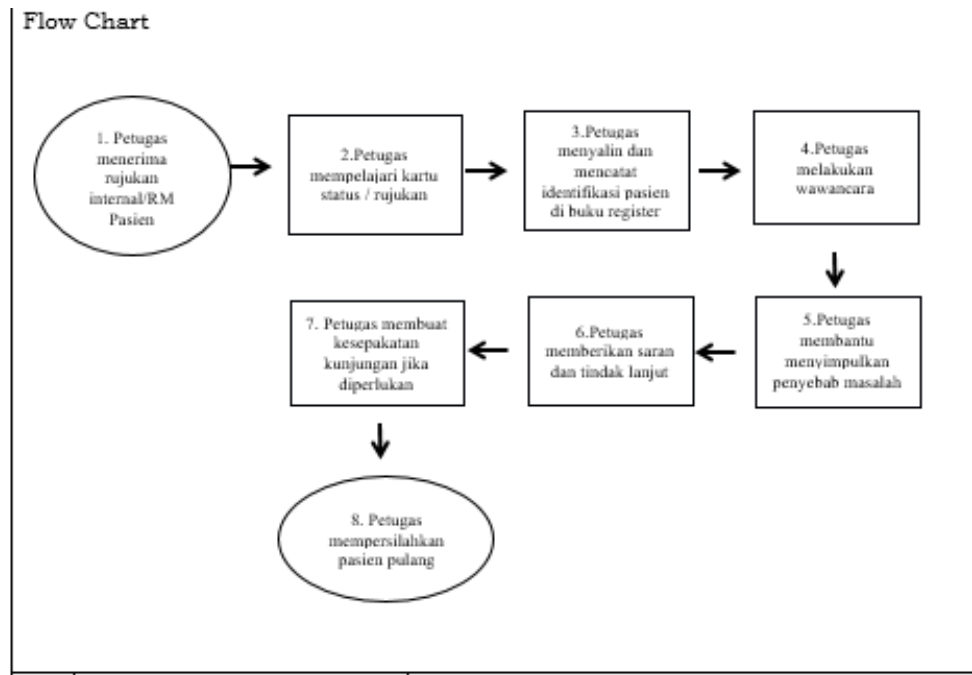 Flow Chart
1. Petugas
menerima
rujukan
internal/RM
Pasien
2.Petugas
mempelajari kartu
status / rujukan
3.Petugas
menyalin dan
mencatat
identifikasi pasien
di buku register
4.Petugas
melakukan
wawancara
5.Petugas
membantu
menyimpulkan
penyebab masalah
6.Petugas
memberikan saran
dan tindak lanjut
7. Petugas membuat
kesepakatan
kunjungan jika
diperlukan
8. Petugas
mempersilahkan
pasien pulang